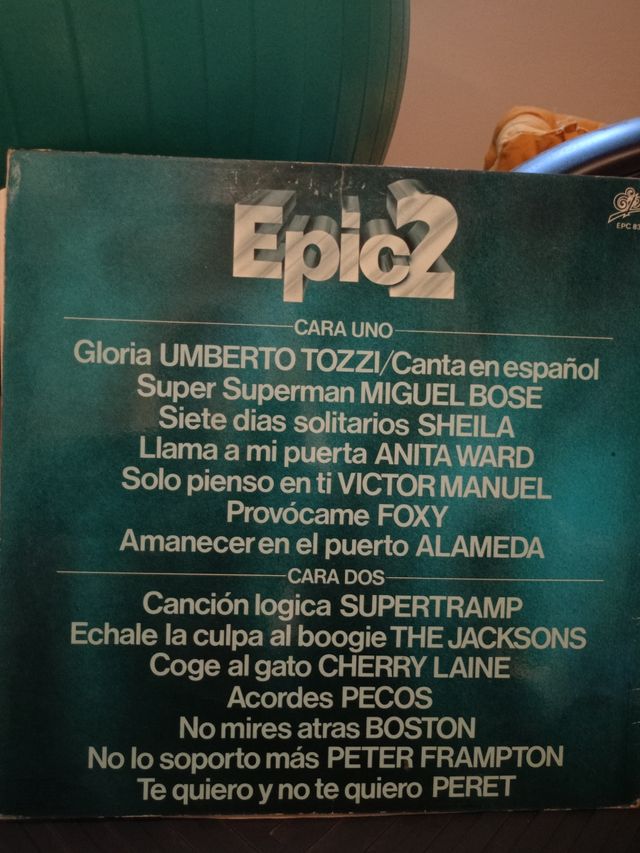 Epic2
EPC 83
CARA UNO
Gloria UMBERTO TOZZI/Canta en español
Super Superman MIGUEL BOSE
Siete dias solitarios SHEILA
Llama a mi puerta ANITA WARD
Solo pienso en ti VICTOR MANUEL
Provócame FOXY
Amanecer en el puerto ALAMEDA
CARA DOS
Canción logica SUPERTRAMP
Echale la culpa al boogie THE JACKSONS
Coge al gato CHERRY LAINE
Acordes PECOS
No mires atras BOSTON
No lo soporto más PETER FRAMPTON
Te quiero y no te quiero PERET